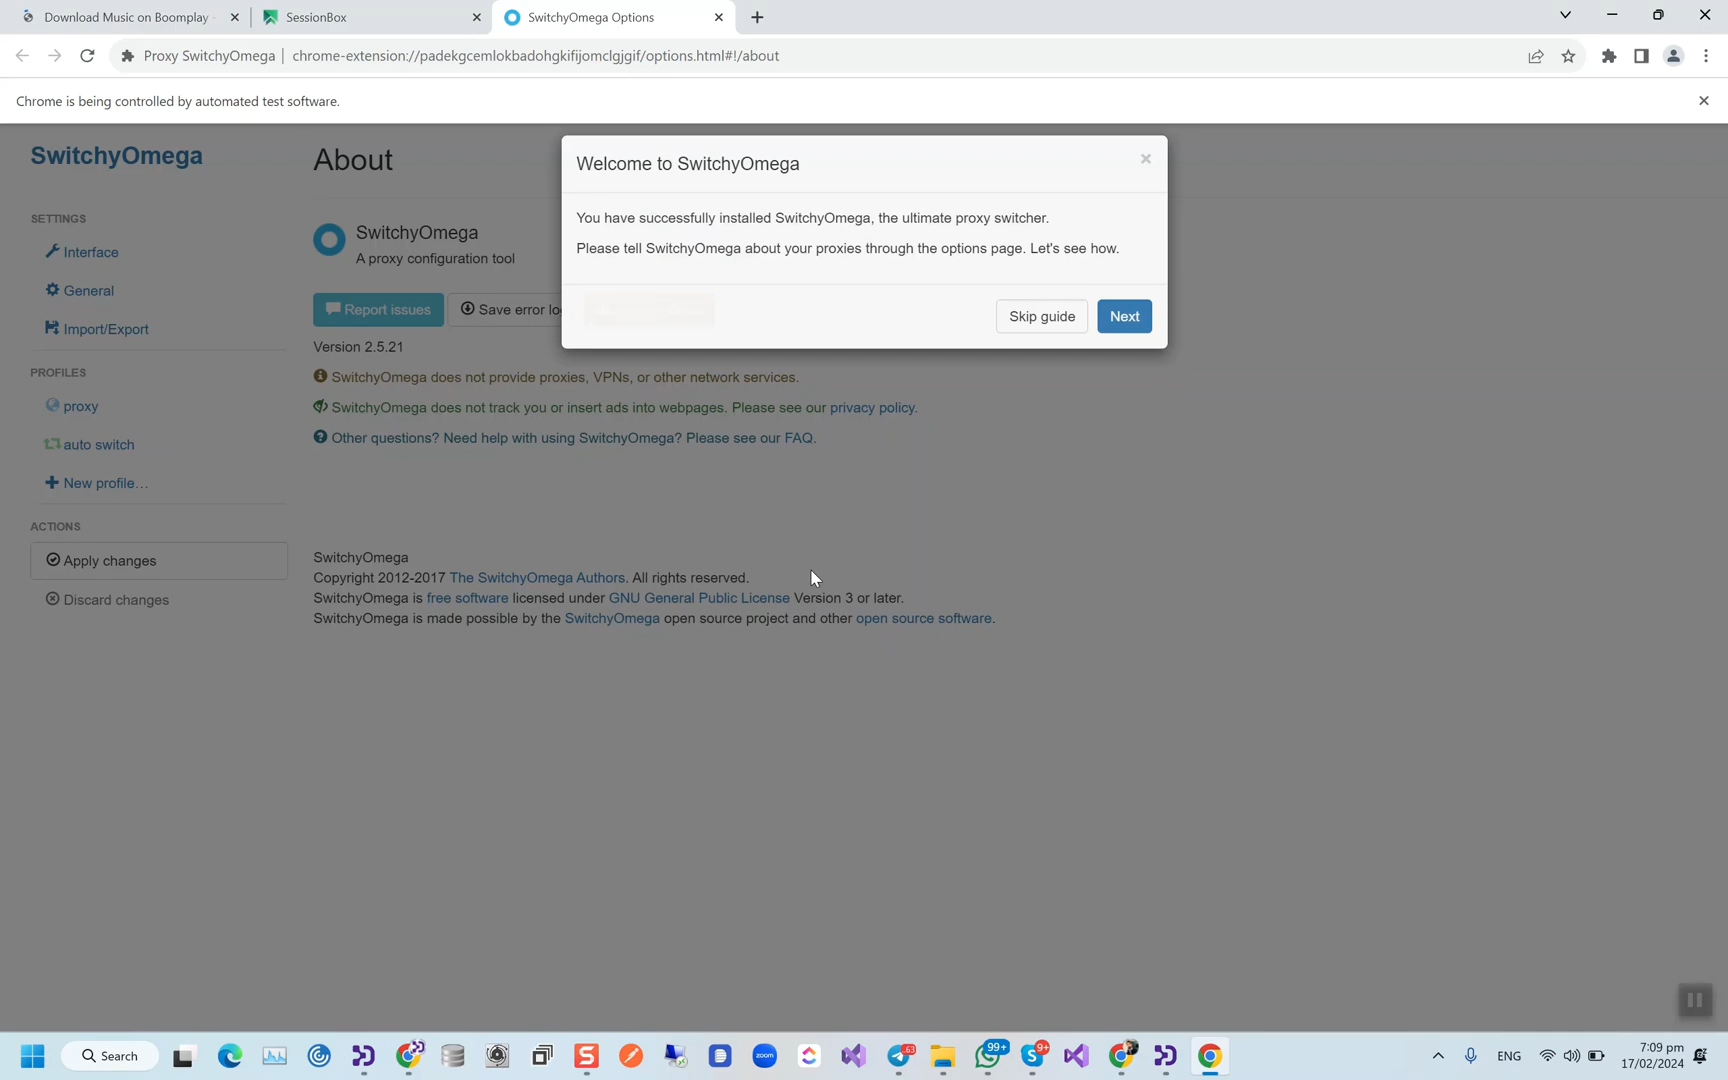 Download Music on Boomplay
SessionBox
SwitchyOmega Options
Proxy SwitchyOmega | chrome-extension://padekgcemlokbadohgkifijomclgjgif/options.html#!/about
Chrome is being controlled by automated test software.
SwitchyOmega
SETTINGS
Interface
General
Import/Export
PROFILES
proxy
auto switch
New profile…
ACTIONS
Apply changes
Discard changes
About
SwitchyOmega
A proxy configuration tool
Report issues
Save error lo
Version 2.5.21
SwitchyOmega does not provide proxies, VPNs, or other network services.
SwitchyOmega does not track you or insert ads into webpages. Please see our privacy policy.
Other questions? Need help with using SwitchyOmega? Please see our FAQ.
SwitchyOmega
Copyright 2012-2017 The SwitchyOmega Authors. All rights reserved.
SwitchyOmega is free software licensed under GNU General Public License Version 3 or later.
SwitchyOmega is made possible by the SwitchyOmega open source project and other open source software.
Welcome to SwitchyOmega
×
You have successfully installed SwitchyOmega, the ultimate proxy switcher.
Please tell SwitchyOmega about your proxies through the options page. Let's see how.
Skip guide
Next
Search
zoom
63
99+
9+
ENG
7:09 pm
17/02/2024